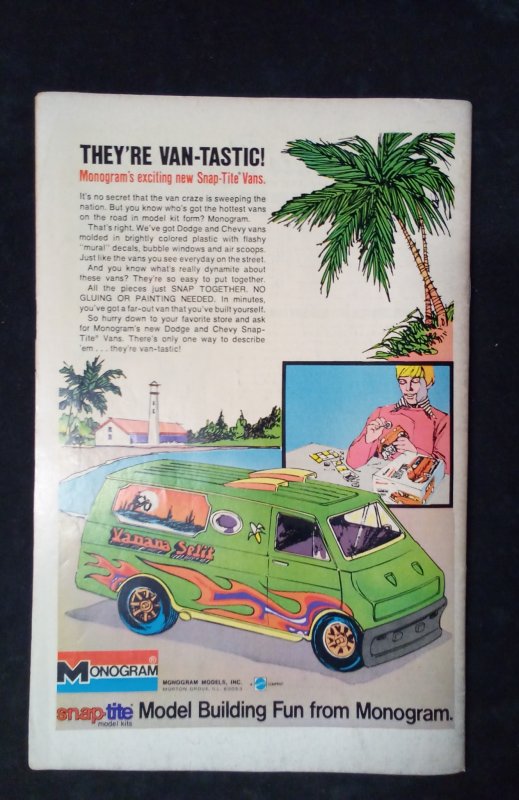 THEY'RE VAN-TASTIC!
Monogram's exciting new Snap-Tite® Vans.
It's no secret that the van craze is sweeping the
nation. But you know who's got the hottest vans
on the road in model kit form? Monogram.
That's right. We've got Dodge and Chevy vans
molded in brightly colored plastic with flashy
"mural" decals, bubble windows and air scoops.
Just like the vans you see everyday on the street.
And you know what's really dynamite about
these vans? They're so easy to put together.
All the pieces just SNAP TOGETHER. NO
GLUING OR PAINTING NEEDED. In minutes,
you've got a far-out van that you've built yourself.
So hurry down to your favorite store and ask
for Monogram's new Dodge and Chevy Snap-
Tite® Vans. There's only one way to describe
'em . . . they're van-tastic!
Vanana Split
MONOGRAM®
MONOGRAM MODELS, INC.
MORTON GROVE, ILL. 60053
A
COMPANY
snap-tite
model kits
Model Building Fun from Monogram.